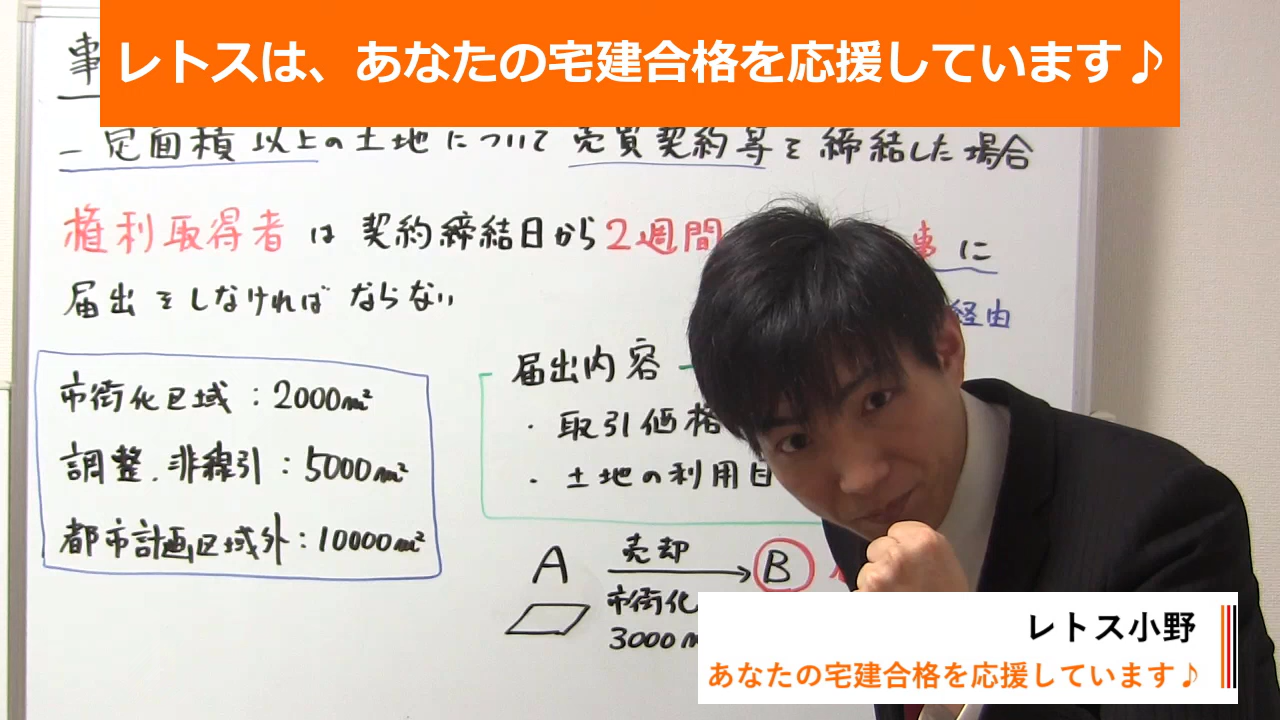 レトスは、あなたの宅建合格を応援しています♪
事
一定面積以上の土地について売買契約等を締結した場合
権利取得者は契約締結日から2週間 事に
届出をしなければならない
経由
市街化区域:2000m²
調整.非線引:5000m²
都市計画区域外:10000m²
届出内容
・取引価格
・土地の利用目
A 売却 B
市街化
3000m
レトス小野
あなたの宅建合格を応援しています♪